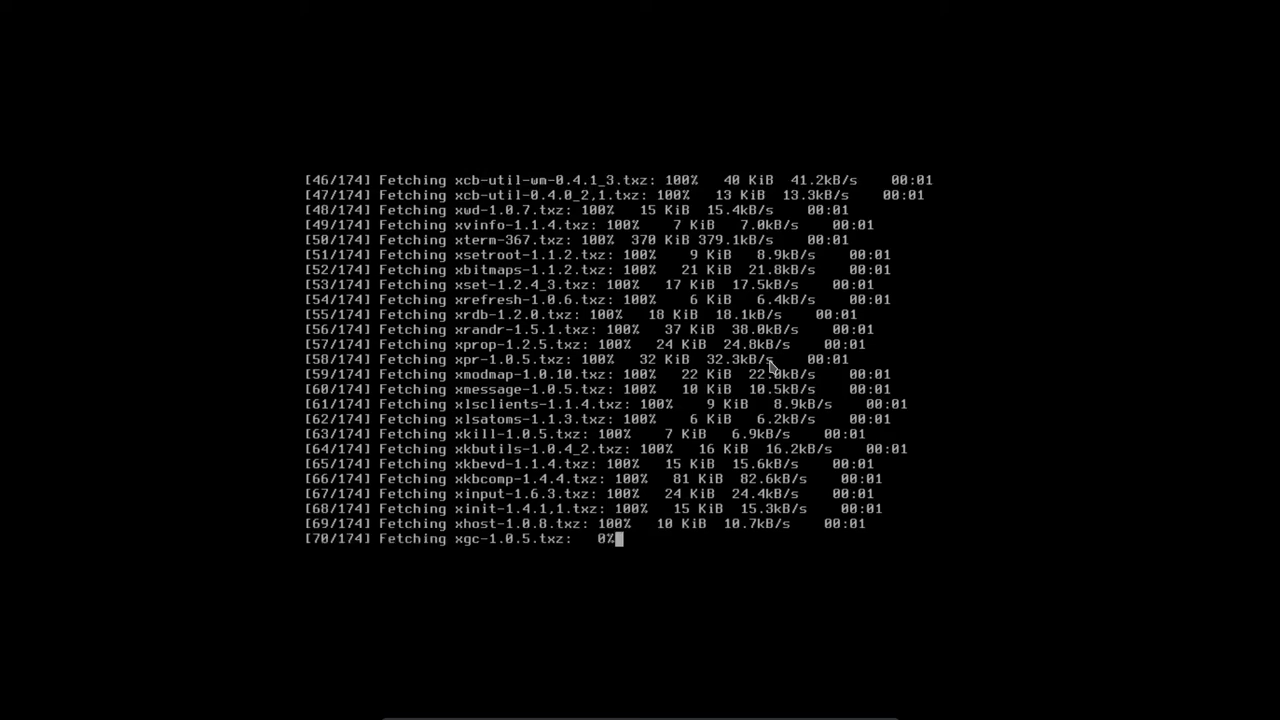 [46/174] Fetching xcb-util-wm-0.4.1_3.txz: 100%   40 KiB  41.2kB/s    00:01
[47/174] Fetching xcb-util-0.4.0_2,1.txz: 100%   13 KiB  13.3kB/s    00:01
[48/174] Fetching xwd-1.0.7.txz: 100%   15 KiB  15.4kB/s    00:01
[49/174] Fetching xvinfo-1.1.4.txz: 100%    7 KiB   7.0kB/s    00:01
[50/174] Fetching xterm-367.txz: 100%  370 KiB 379.1kB/s    00:01
[51/174] Fetching xsetroot-1.1.2.txz: 100%    9 KiB   8.9kB/s    00:01
[52/174] Fetching xbitmaps-1.1.2.txz: 100%   21 KiB  21.8kB/s    00:01
[53/174] Fetching xset-1.2.4_3.txz: 100%   17 KiB  17.5kB/s    00:01
[54/174] Fetching xrefresh-1.0.6.txz: 100%    6 KiB   6.4kB/s    00:01
[55/174] Fetching xrdb-1.2.0.txz: 100%   18 KiB  18.1kB/s    00:01
[56/174] Fetching xrandr-1.5.1.txz: 100%   37 KiB  38.0kB/s    00:01
[57/174] Fetching xprop-1.2.5.txz: 100%   24 KiB  24.8kB/s    00:01
[58/174] Fetching xpr-1.0.5.txz: 100%   32 KiB  32.3kB/s    00:01
[59/174] Fetching xmodmap-1.0.10.txz: 100%   22 KiB  22.0kB/s    00:01
[60/174] Fetching xmessage-1.0.5.txz: 100%   10 KiB  10.5kB/s    00:01
[61/174] Fetching xlsclients-1.1.4.txz: 100%    9 KiB   8.9kB/s    00:01
[62/174] Fetching xlsatoms-1.1.3.txz: 100%    6 KiB   6.2kB/s    00:01
[63/174] Fetching xkill-1.0.5.txz: 100%    7 KiB   6.9kB/s    00:01
[64/174] Fetching xkbutils-1.0.4_2.txz: 100%   16 KiB  16.2kB/s    00:01
[65/174] Fetching xkbevd-1.1.4.txz: 100%   15 KiB  15.6kB/s    00:01
[66/174] Fetching xkbcomp-1.4.4.txz: 100%   81 KiB  82.6kB/s    00:01
[67/174] Fetching xinput-1.6.3.txz: 100%   24 KiB  24.4kB/s    00:01
[68/174] Fetching xinit-1.4.1,1.txz: 100%   15 KiB  15.3kB/s    00:01
[69/174] Fetching xhost-1.0.8.txz: 100%   10 KiB  10.7kB/s    00:01
[70/174] Fetching xgc-1.0.5.txz:   0%